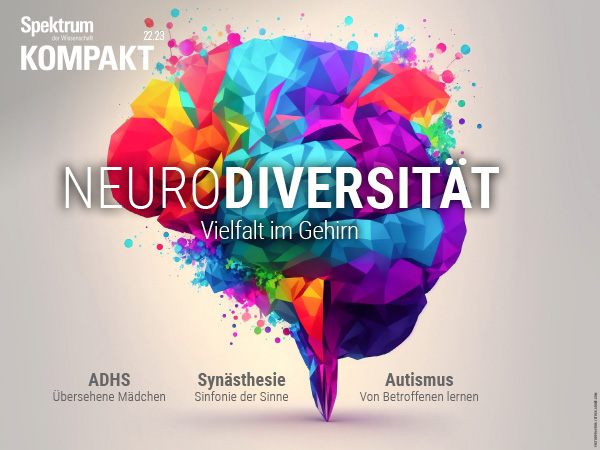 Spektrum
der Wissenschaft
KOMPAKT
22.23
NEURODIVERSITÄT
Vielfalt im Gehirn
ADHS
Übersehene Mädchen
Synästhesie
Sinfonie der Sinne
Autismus
Von Betroffenen lernen